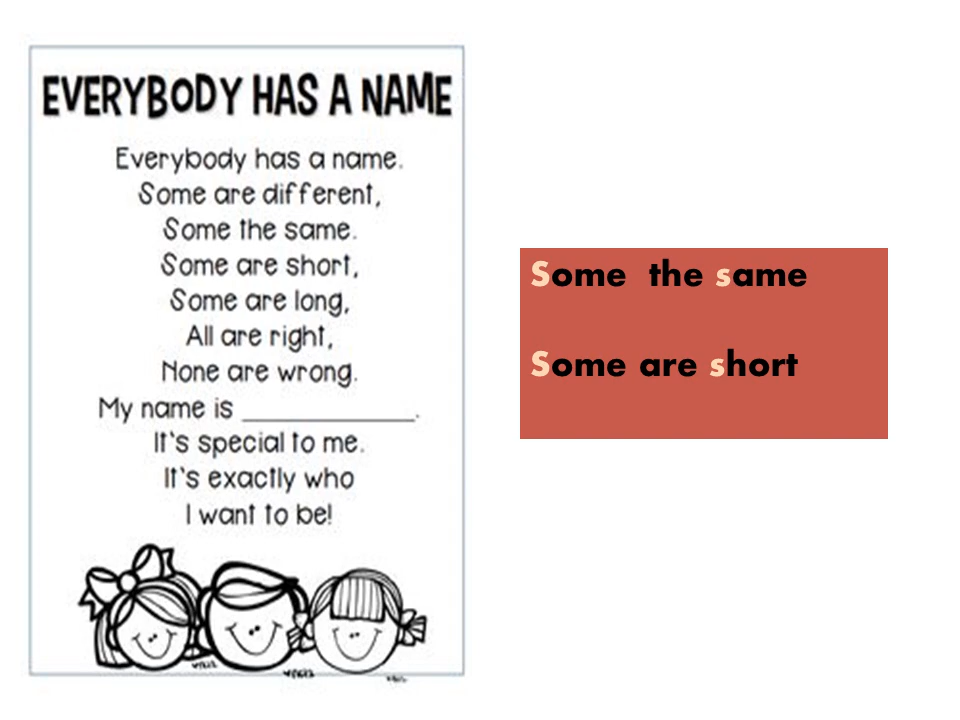 EVERYBODY HAS A NAME
Everybody has a name.
Some are different,
Some the same.
Some are short,
Some are long,
All are right,
None are wrong.
My name is ____________.
It's special to me.
It's exactly who
I want to be!
Some the same
Some are short